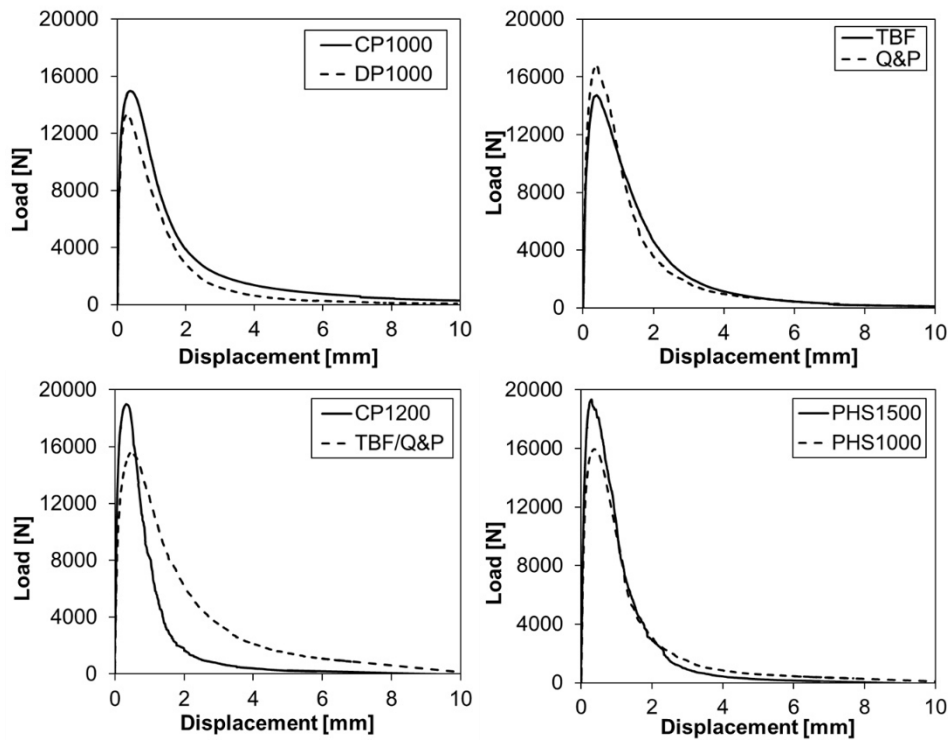 20000
16000
12000
8000
4000
0
Load [N]
CP1000
DP1000
0 2 4 6 8 10
Displacement [mm]
20000
16000
12000
8000
4000
0
Load [N]
TBF
Q&P
0 2 4 6 8 10
Displacement [mm]
20000
16000
12000
8000
4000
0
Load [N]
CP1200
TBF/Q&P
0 2 4 6 8 10
Displacement [mm]
20000
16000
12000
8000
4000
0
Load [N]
PHS1500
PHS1000
0 2 4 6 8 10
Displacement [mm]